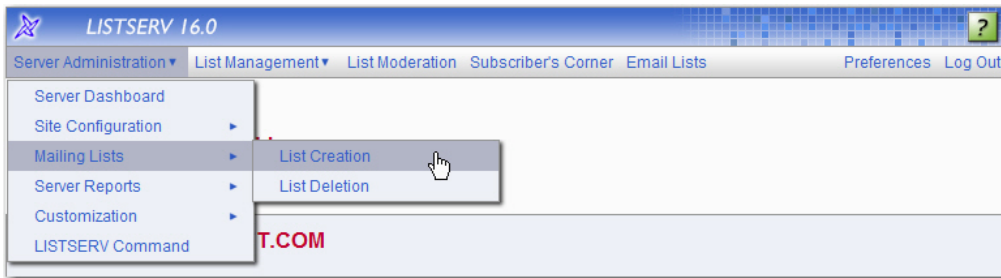 LISTSERV 16.0
?
Server Administration▾ List Management▾ List Moderation Subscriber's Corner Email Lists Preferences Log Out
Server Dashboard
Site Configuration ▸
Mailing Lists ▸ List Creation
Server Reports ▸ List Deletion
Customization ▸
LISTSERV Command T.COM